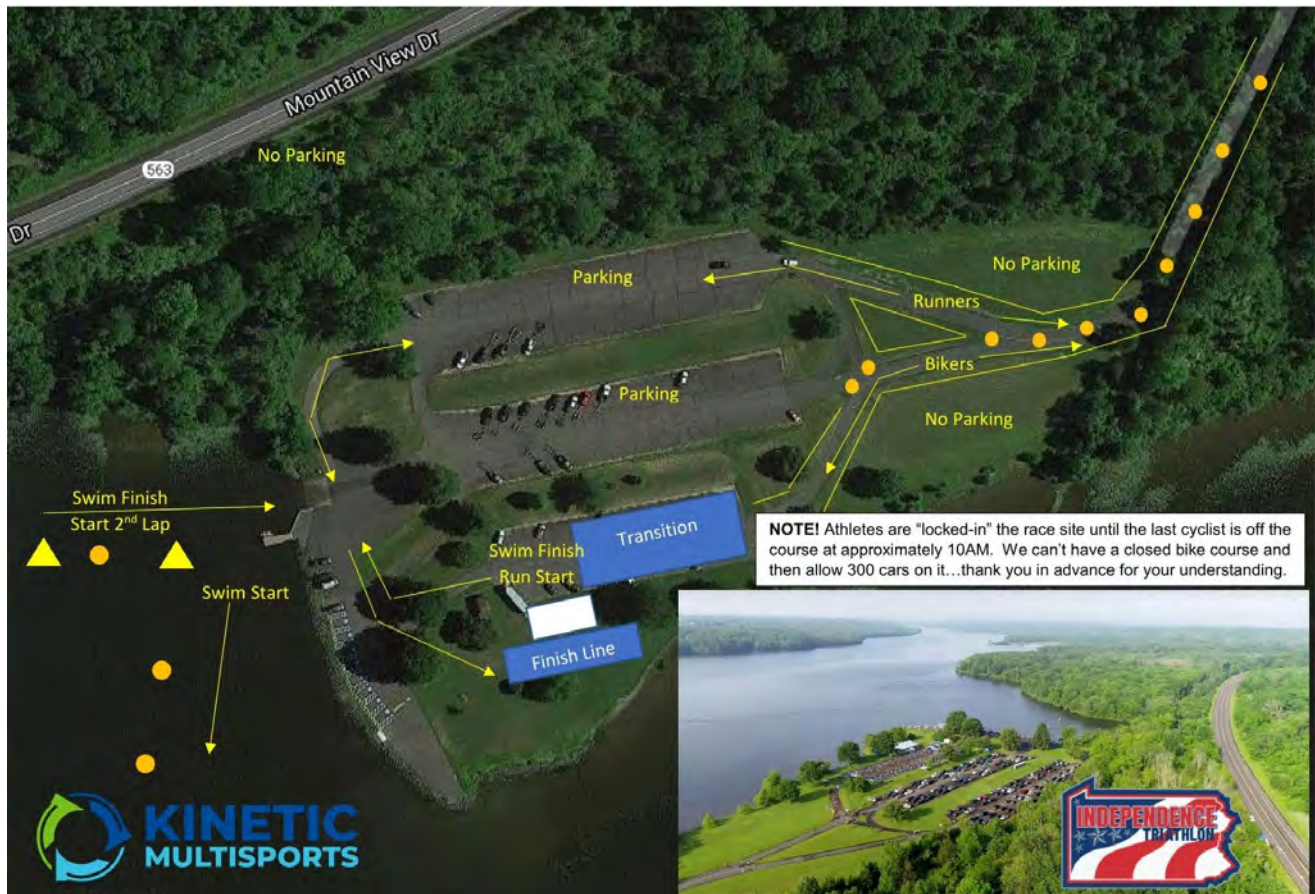 Mountain View Dr
563
Dr
No Parking
Parking
No Parking
Runners
Bikers
Parking
No Parking
Swim Finish
Start 2nd Lap
Swim Start
Swim Finish
Run Start
Transition
Finish Line
NOTE! Athletes are “locked-in” the race site until the last cyclist is off the
course at approximately 10AM.  We can’t have a closed bike course and
then allow 300 cars on it…thank you in advance for your understanding.
KINETIC
MULTISPORTS
INDEPENDENCE
TRIATHLON